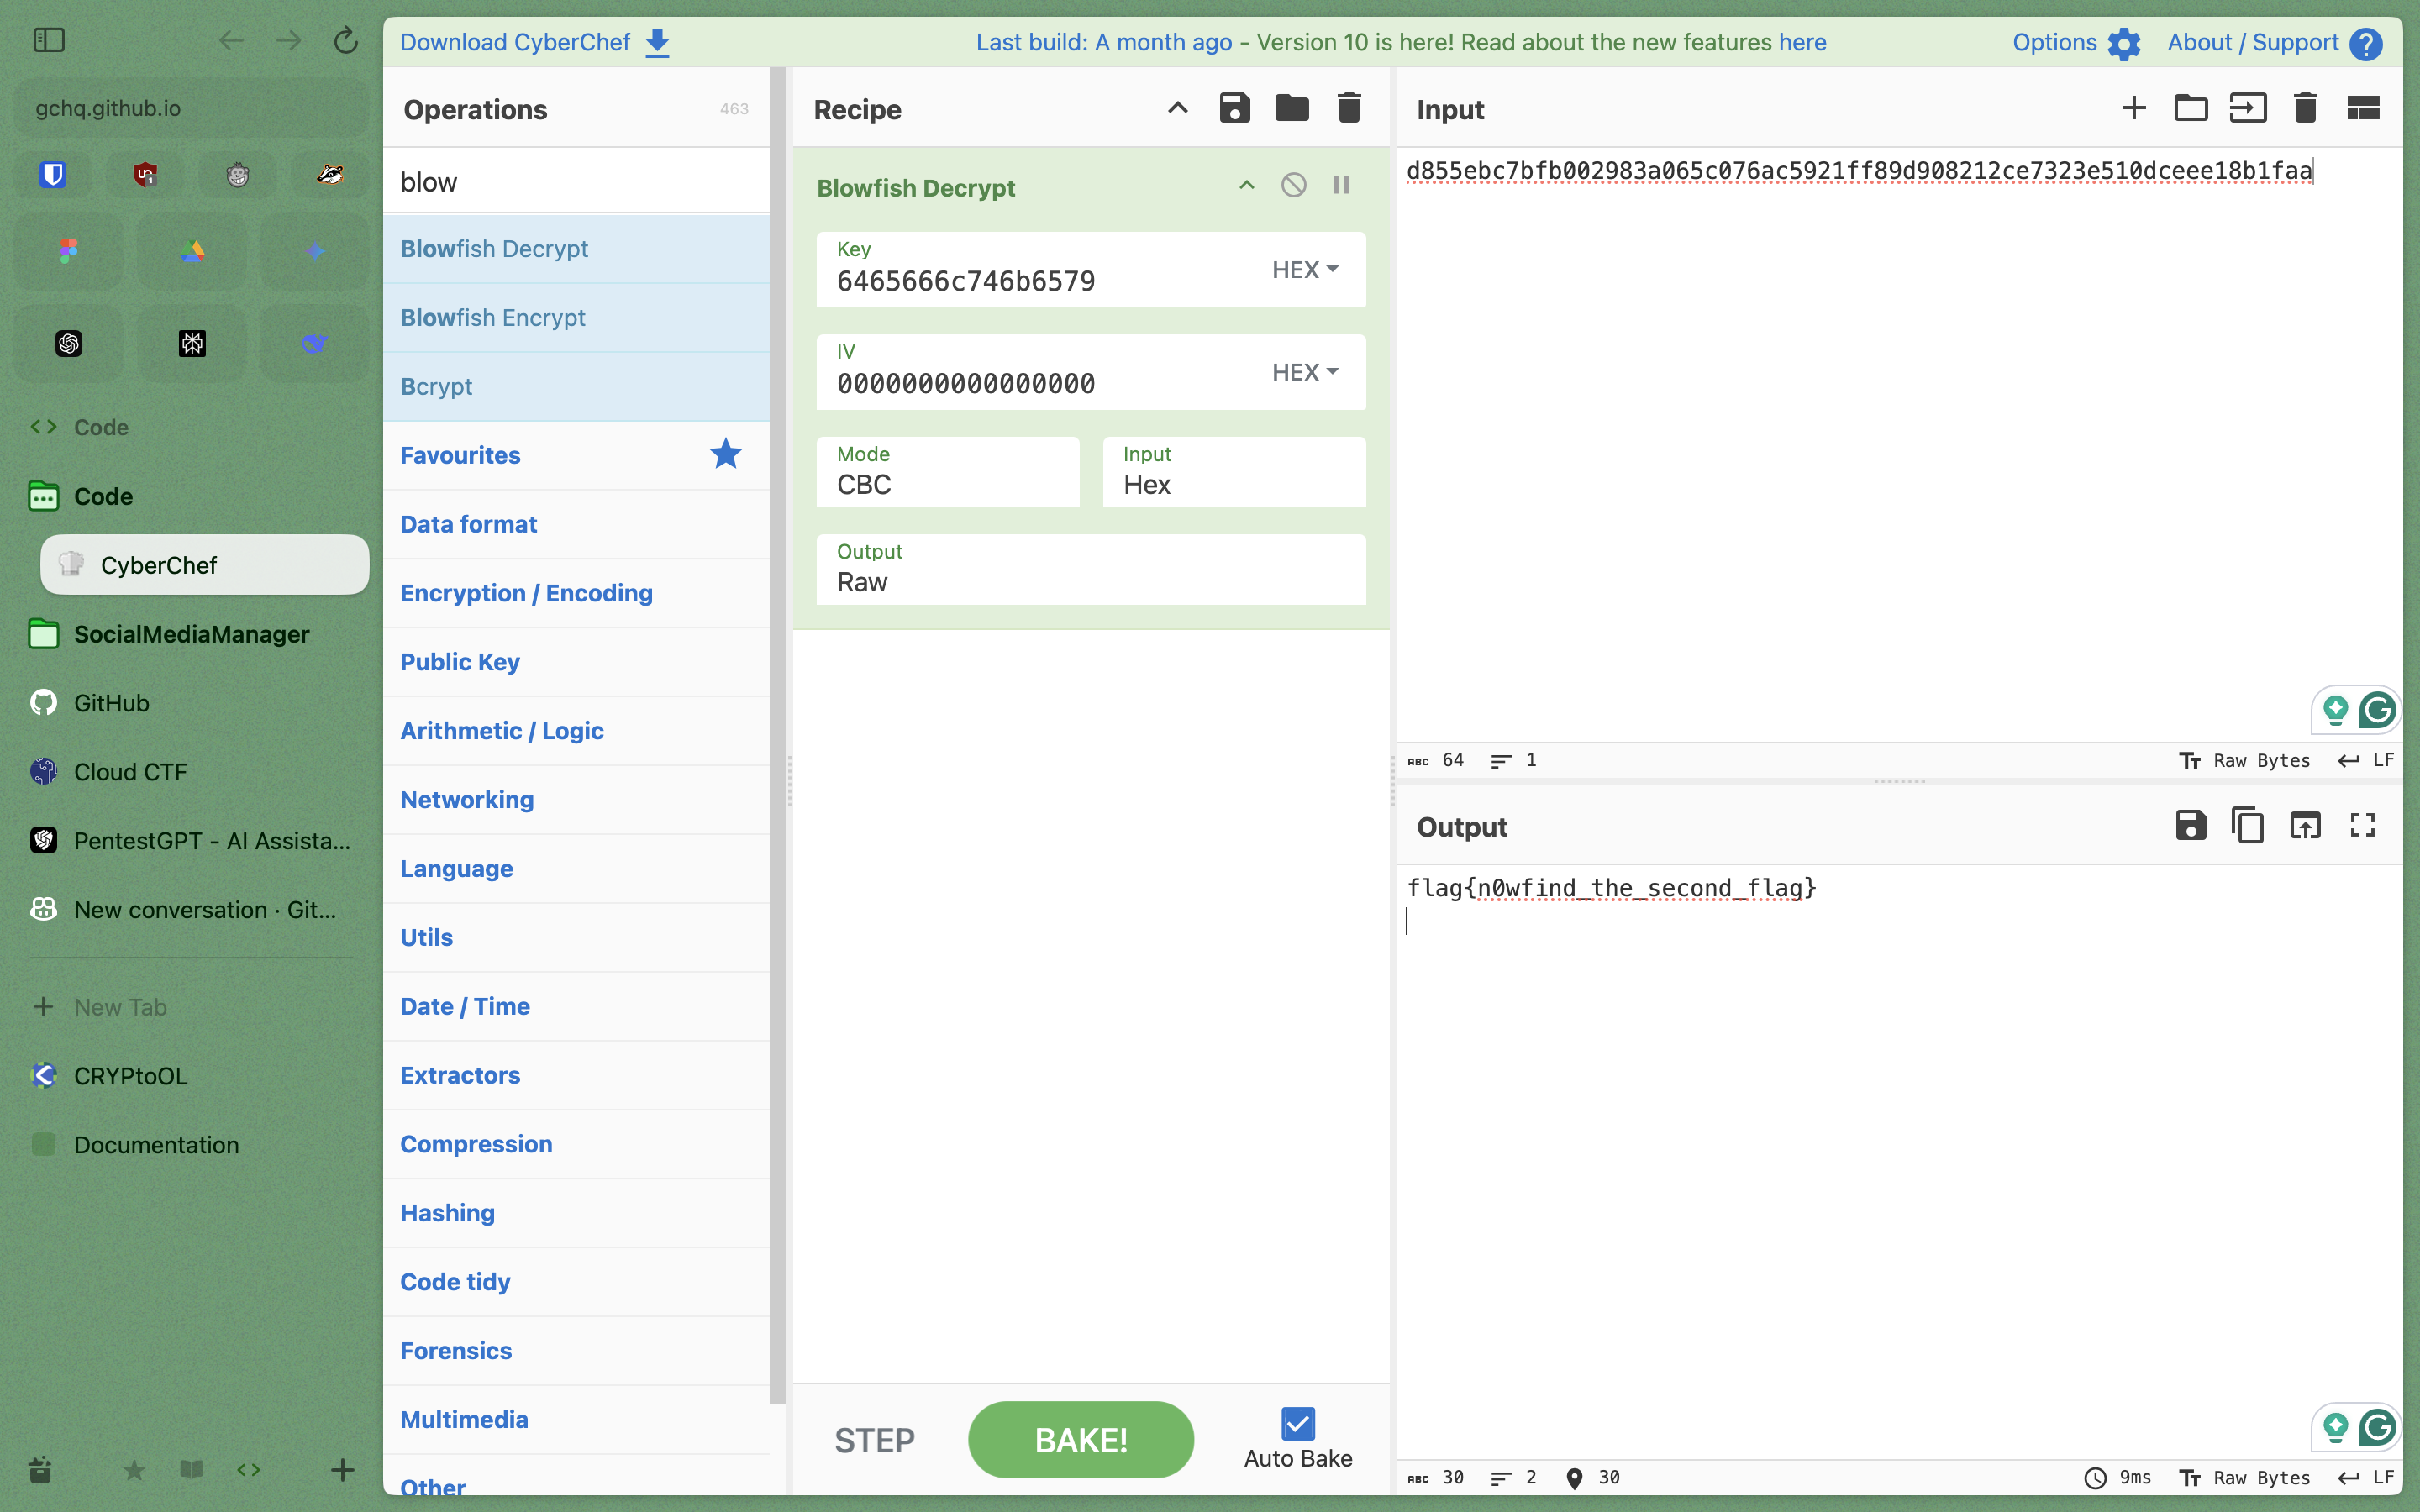 gchq.github.io
Code
Code
CyberChef
SocialMediaManager
GitHub
Cloud CTF
PentestGPT - AI Assista...
New conversation · Git...
New Tab
CRYPtoOL
Documentation
Download CyberChef
Last build: A month ago - Version 10 is here! Read about the new features here
Options
About / Support
Operations
463
blow
Blowfish Decrypt
Blowfish Encrypt
Bcrypt
Favourites
Data format
Encryption / Encoding
Public Key
Arithmetic / Logic
Networking
Language
Utils
Date / Time
Extractors
Compression
Hashing
Code tidy
Forensics
Multimedia
Other
Recipe
Blowfish Decrypt
Key
6465666c746b6579
HEX
IV
0000000000000000
HEX
Mode
CBC
Input
Hex
Output
Raw
STEP
BAKE!
Auto Bake
Input
d855ebc7bfb002983a065c076ac5921ff89d908212ce7323e510dceee18b1faa
ABC 64
1
Raw Bytes
LF
Output
flag{n0wfind_the_second_flag}
ABC 30
2
30
9ms
Raw Bytes
LF